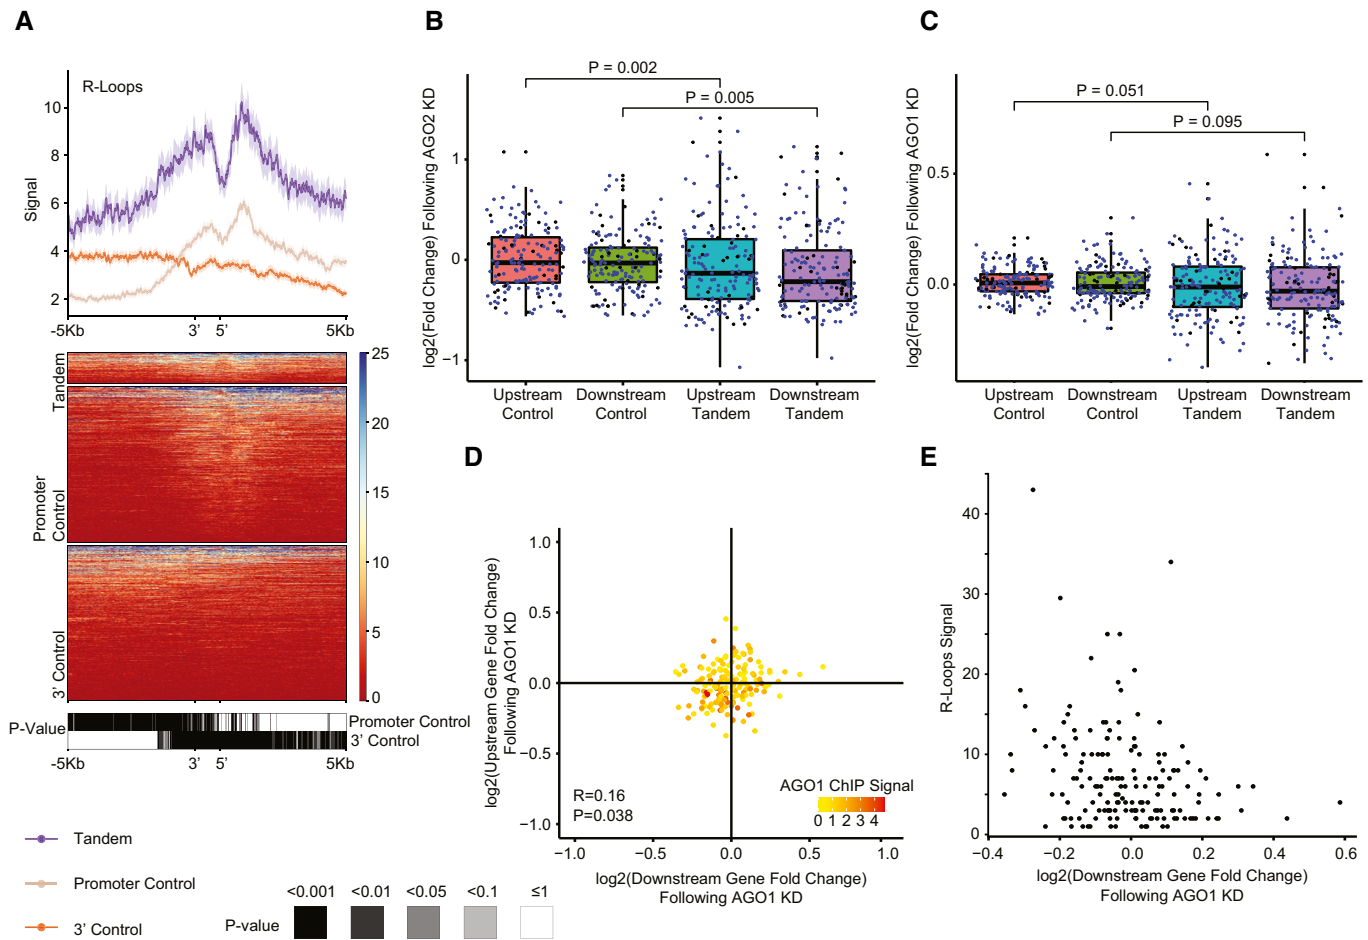 A
R-Loops
Signal
10
8
6
4
2
-5Kb
3'
5'
5Kb
Tandem
Promoter
Control
3' Control
25
20
15
10
5
0
P-Value
Promoter Control
3' Control
-5Kb
3'
5'
5Kb
Tandem
Promoter Control
3' Control
P-value
<0.001
<0.01
<0.05
<0.1
≤1
B
log2(Fold Change) Following AGO2 KD
P = 0.002
P = 0.005
1
0
−1
Upstream
Control
Downstream
Control
Upstream
Tandem
Downstream
Tandem
C
log2(Fold Change) Following AGO1 KD
P = 0.051
P = 0.095
0.5
0.0
Upstream
Control
Downstream
Control
Upstream
Tandem
Downstream
Tandem
D
log2(Upstream Gene Fold Change)
Following AGO1 KD
1.0
0.5
0.0
−0.5
−1.0
R=0.16
P=0.038
AGO1 ChIP Signal
0 1 2 3 4
−1.0
−0.5
0.0
0.5
1.0
log2(Downstream Gene Fold Change)
Following AGO1 KD
E
R-Loops Signal
40
30
20
10
0
−0.4
−0.2
0.0
0.2
0.4
0.6
log2(Downstream Gene Fold Change)
Following AGO1 KD